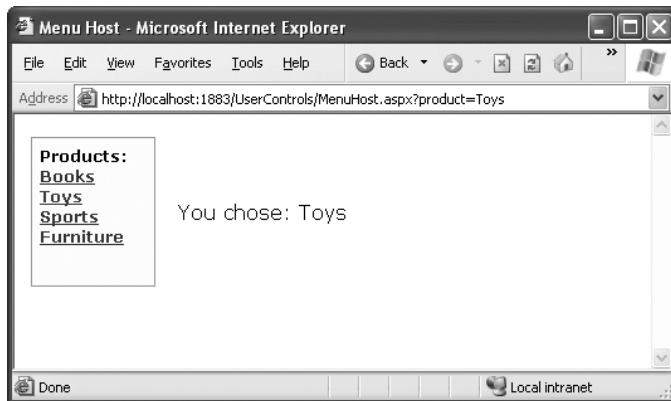 Menu Host - Microsoft Internet Explorer
File Edit View Favorites Tools Help Back »
Address http://localhost:1883/UserControls/MenuHost.aspx?product=Toys
Products:
Books
Toys
Sports
Furniture
You chose: Toys
Done Local intranet